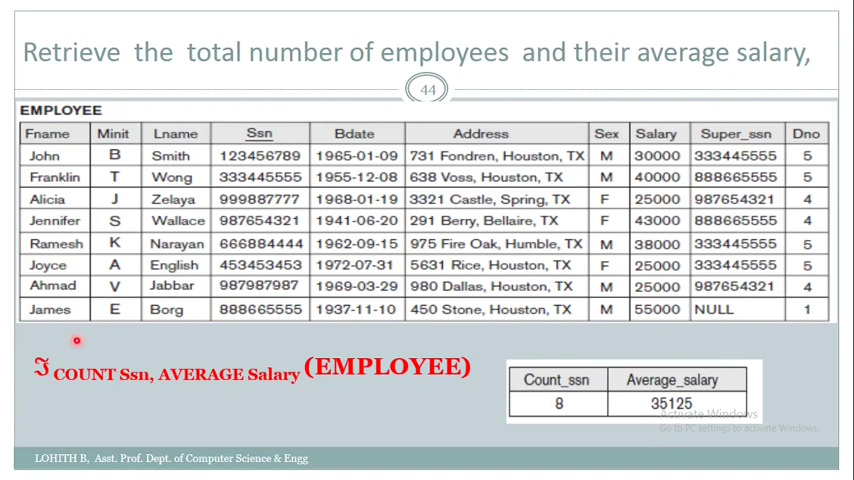 Retrieve the total number of employees and their average salary,
44
EMPLOYEE
Fname Minit Lname Ssn Bdate Address Sex Salary Super_ssn Dno
John B Smith 123456789 1965-01-09 731 Fondren, Houston, TX M 30000 333445555 5
Franklin T Wong 333445555 1955-12-08 638 Voss, Houston, TX M 40000 888665555 5
Alicia J Zelaya 999887777 1968-01-19 3321 Castle, Spring, TX F 25000 987654321 4
Jennifer S Wallace 987654321 1941-06-20 291 Berry, Bellaire, TX F 43000 888665555 4
Ramesh K Narayan 666884444 1962-09-15 975 Fire Oak, Humble, TX M 38000 333445555 5
Joyce A English 453453453 1972-07-31 5631 Rice, Houston, TX F 25000 333445555 5
Ahmad V Jabbar 987987987 1969-03-29 980 Dallas, Houston, TX M 25000 987654321 4
James E Borg 888665555 1937-11-10 450 Stone, Houston, TX M 55000 NULL 1
ℑ COUNT Ssn, AVERAGE Salary (EMPLOYEE)
Count_ssn Average_salary
8 35125
Activate Windows
Go to PC settings to activate Windows.
LOHITH B, Asst. Prof. Dept. of Computer Science & Engg